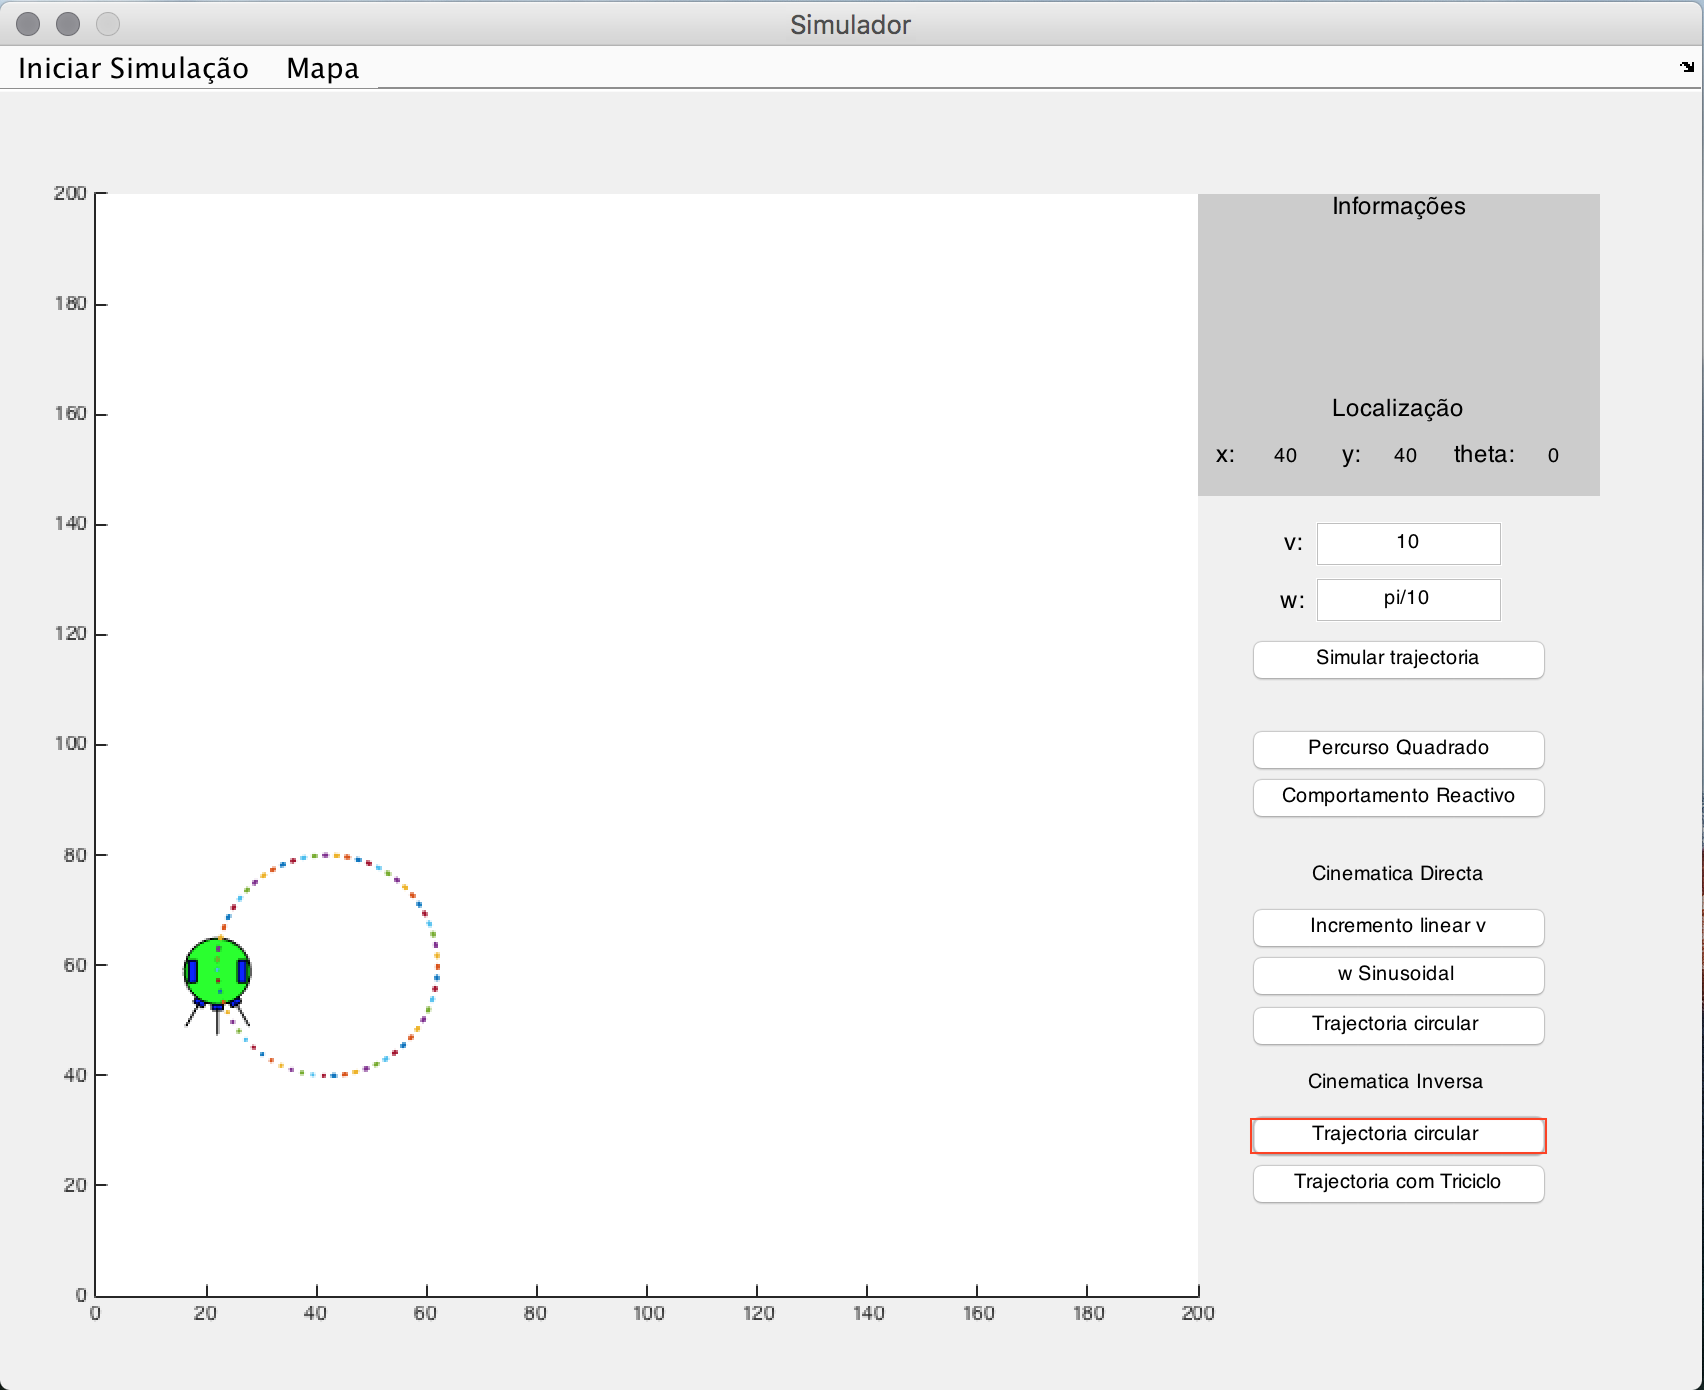 Simulador
Iniciar Simulação Mapa
200
180
160
140
120
100
80
60
40
20
0
0 20 40 60 80 100 120 140 160 180 200
Informações
Localização
x: 40 y: 40 theta: 0
v: 10
w: pi/10
Simular trajectoria
Percurso Quadrado
Comportamento Reactivo
Cinematica Directa
Incremento linear v
w Sinusoidal
Trajectoria circular
Cinematica Inversa
Trajectoria circular
Trajectoria com Triciclo